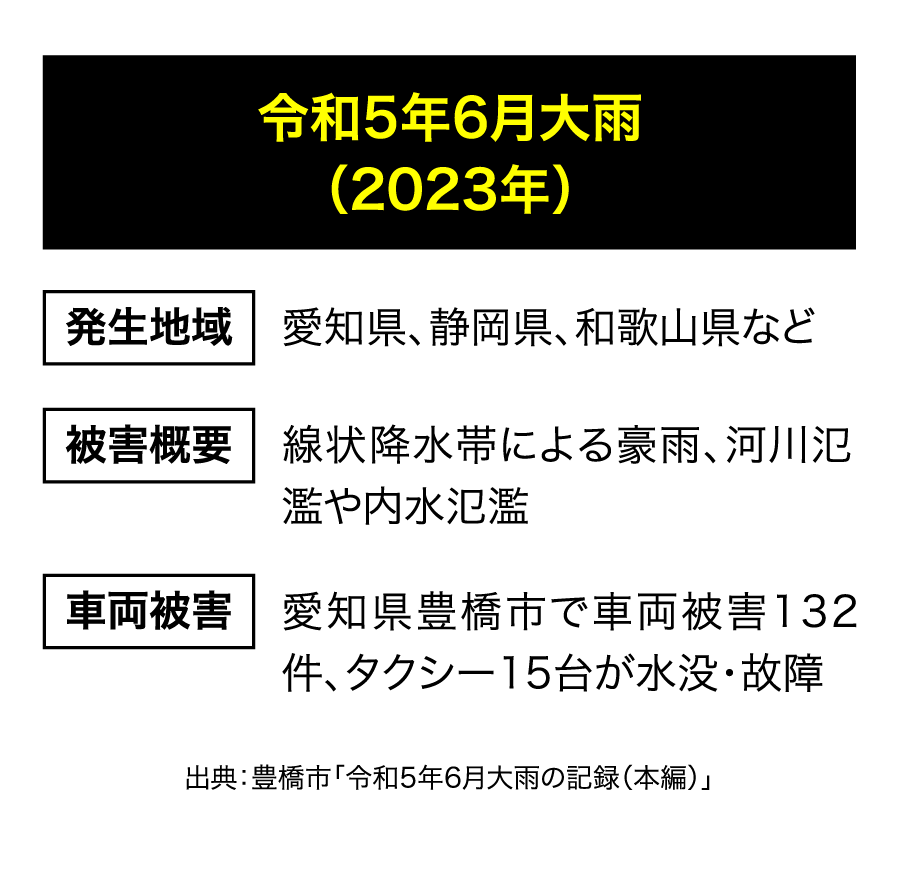 令和5年6月大雨
（2023年）
発生地域
愛知県、静岡県、和歌山県など
被害概要
線状降水帯による豪雨、河川氾
濫や内水氾濫
車両被害
愛知県豊橋市で車両被害132
件、タクシー15台が水没・故障
出典：豊橋市「令和5年6月大雨の記録（本編）」